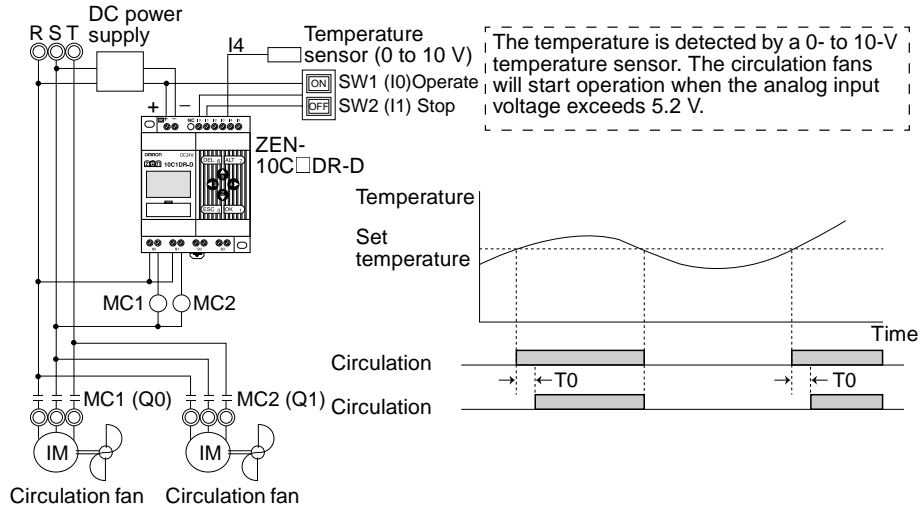 DC power
supply
R S T
I4
Temperature
sensor (0 to 10 V)
ON
SW1 (I0)Operate
OFF
SW2 (I1) Stop
The temperature is detected by a 0- to 10-V
temperature sensor. The circulation fans
will start operation when the analog input
voltage exceeds 5.2 V.
+ −
NC
ZEN-
10C□DR-D
omron
DC24V
ZEN 10C1DR-D
DEL
ALT
ESC
OK
MC1
MC2
MC1 (Q0)
MC2 (Q1)
IM
IM
Circulation fan
Circulation fan
Temperature
Set
temperature
Time
Circulation
T0
T0
Circulation